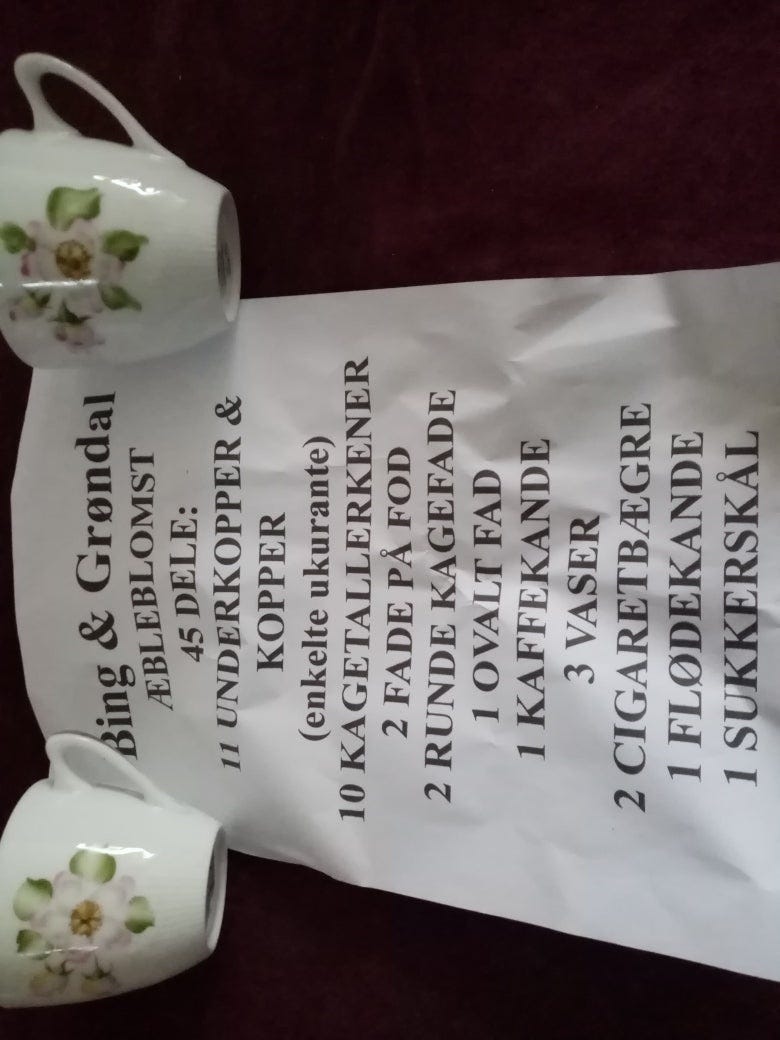 Bing & Grøndal
ÆBLEBLOMST
45 DELE:
11 UNDERKOPPER &
KOPPER
(enkelte ukurante)
10 KAGETALLERKENER
2 FADE PÅ FOD
2 RUNDE KAGEFADE
1 OVALT FAD
1 KAFFEKANDE
3 VASER
2 CIGARETBÆGRE
1 FLØDEKANDE
1 SUKKERSKÅL